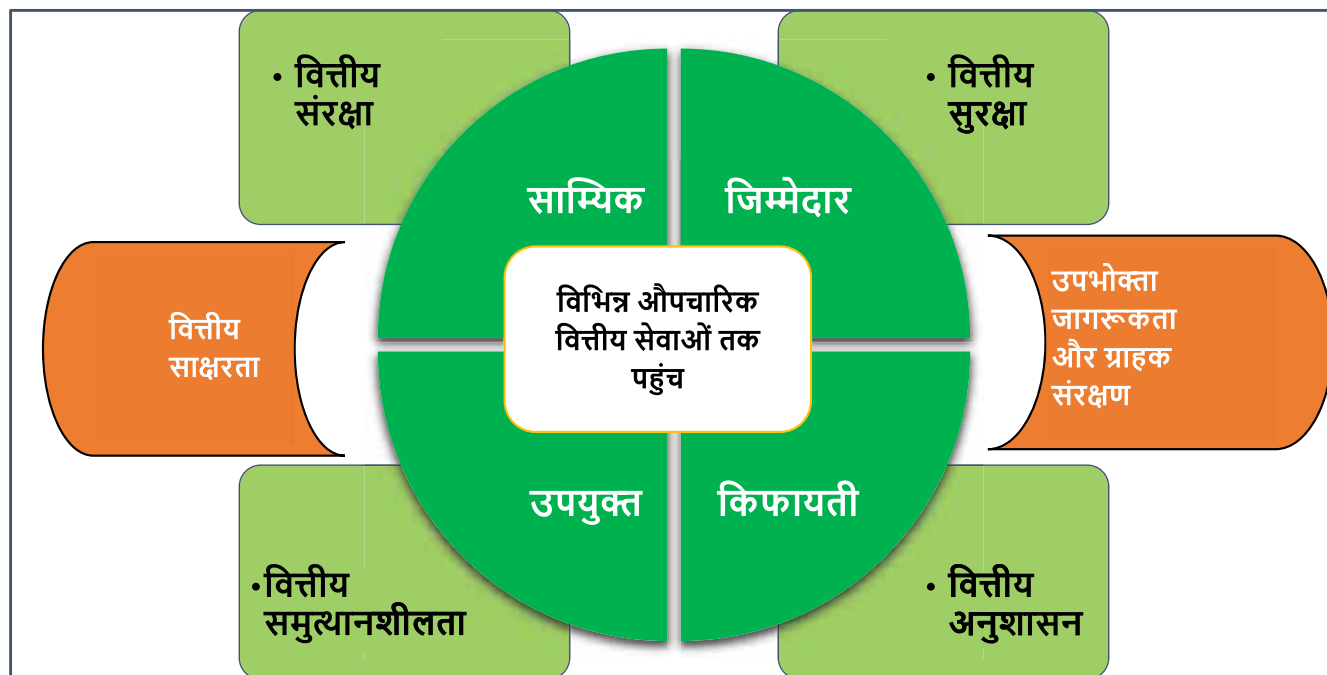 • वित्तीय
संरक्षा
• वित्तीय
सुरक्षा
साम्यिक
जिम्मेदार
विभिन्न औपचारिक
वित्तीय सेवाओं तक
पहुंच
वित्तीय
साक्षरता
उपभोक्ता
जागरूकता
और ग्राहक
संरक्षण
उपयुक्त
किफायती
•वित्तीय
समुत्थानशीलता
• वित्तीय
अनुशासन